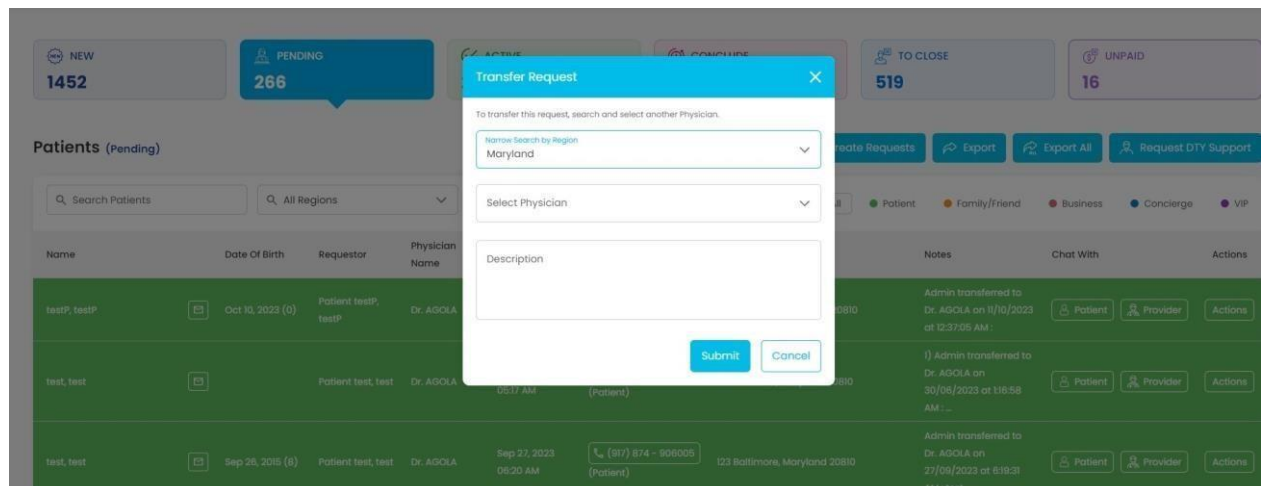 NEW
1452
PENDING
266
ACTIVE
CONCLUDE
TO CLOSE
519
UNPAID
16
Transfer Request
To transfer this request, search and select another Physician.
Narrow Search by Region
Maryland
Select Physician
Description
Submit Cancel
Patients (Pending)
Requests Export Export All Request DTY Support
Search Patients All Regions
Patient Family/Friend Business Concierge VIP
Name Date Of Birth Requestor Physician Name Notes Chat With Actions
testP, testP Oct 10, 2023 (0) Patient testP, testP Dr. AGOLA 20810 Admin transferred to Dr. AGOLA on 11/10/2023 at 12:37:05 AM : Patient Provider Actions
test, test Patient test, test Dr. AGOLA 05:17 AM (Patient) 1) Admin transferred to Dr. AGOLA on 30/06/2023 at 1:16:58 AM : ... Patient Provider Actions
test, test Sep 26, 2015 (8) Patient test, test Dr. AGOLA Sep 27, 2023 06:20 AM (917) 874 - 906005 (Patient) 123 Baltimore, Maryland 20810 Admin transferred to Dr. AGOLA on 27/09/2023 at 6:19:31 Patient Provider Actions